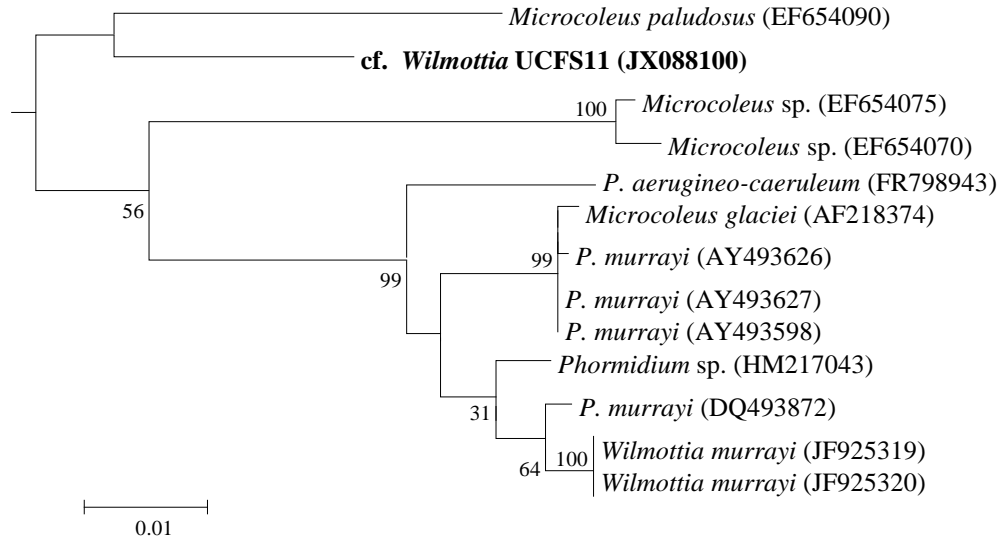 Microcoleus paludosus (EF654090)
cf. Wilmottia UCFS11 (JX088100)
100
Microcoleus sp. (EF654075)
Microcoleus sp. (EF654070)
P. aerugineo-caeruleum (FR798943)
56
Microcoleus glaciei (AF218374)
99
P. murrayi (AY493626)
99
P. murrayi (AY493627)
P. murrayi (AY493598)
Phormidium sp. (HM217043)
31
P. murrayi (DQ493872)
64
100
Wilmottia murrayi (JF925319)
Wilmottia murrayi (JF925320)
0.01